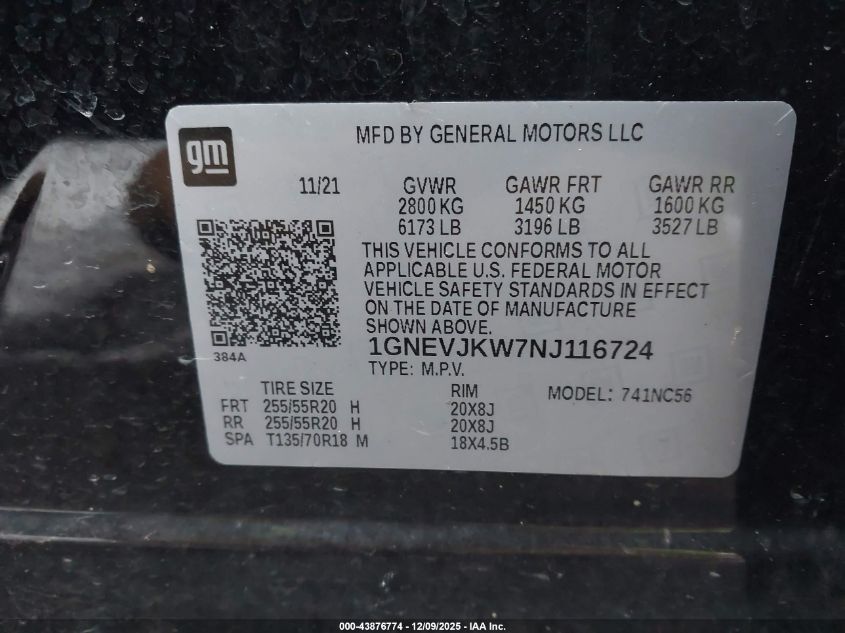 gm
MFD BY GENERAL MOTORS LLC
11/21 GVWR GAWR FRT GAWR RR
2800 KG 1450 KG 1600 KG
6173 LB 3196 LB 3527 LB
THIS VEHICLE CONFORMS TO ALL
APPLICABLE U.S. FEDERAL MOTOR
VEHICLE SAFETY STANDARDS IN EFFECT
ON THE DATE OF MANUFACTURE
SHOWN ABOVE.
384A
1GNEVJKW7NJ116724
TYPE: M.P.V.
TIRE SIZE RIM MODEL: 741NC56
FRT 255/55R20 H 20X8J
RR 255/55R20 H 20X8J
SPA T135/70R18 M 18X4.5B
000-43876774 - 12/09/2025 - IAA Inc.